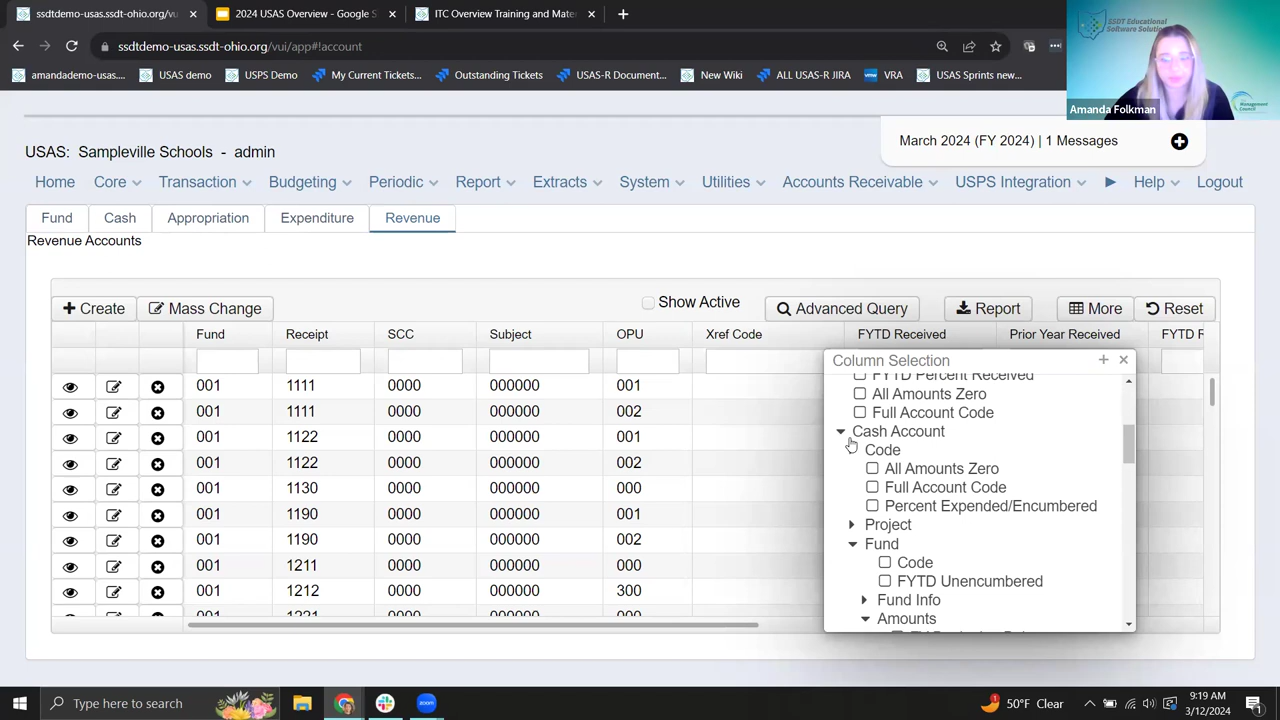 ssdtdemo-usas.ssdt-ohio.org/vu
2024 USAS Overview - Google S
ITC Overview Training and Mate
ssdtdemo-usas.ssdt-ohio.org/vui/app#!account
amandademo-usas....
USAS demo
USPS Demo
My Current Tickets...
Outstanding Tickets
USAS-R Document...
New Wiki
ALL USAS-R JIRA
vmw
VRA
USAS Sprints new...
SSDT Educational
Software Solution
Management
Council
Amanda Folkman
USAS: Sampleville Schools - admin
March 2024 (FY 2024) | 1 Messages
Home Core Transaction Budgeting Periodic Report Extracts System Utilities Accounts Receivable USPS Integration Help Logout
Fund Cash Appropriation Expenditure Revenue
Revenue Accounts
Create Mass Change Show Active Advanced Query Report More Reset
Fund Receipt SCC Subject OPU Xref Code FYTD Received Prior Year Received FYTD R
001 1111 0000 000000 001
001 1111 0000 000000 002
001 1122 0000 000000 001
001 1122 0000 000000 002
001 1130 0000 000000 000
001 1190 0000 000000 001
001 1190 0000 000000 002
001 1211 0000 000000 000
001 1212 0000 000000 300
Column Selection
FYTD Percent Received
All Amounts Zero
Full Account Code
Cash Account
Code
All Amounts Zero
Full Account Code
Percent Expended/Encumbered
Project
Fund
Code
FYTD Unencumbered
Fund Info
Amounts
Type here to search
50°F Clear
9:19 AM
3/12/2024
1